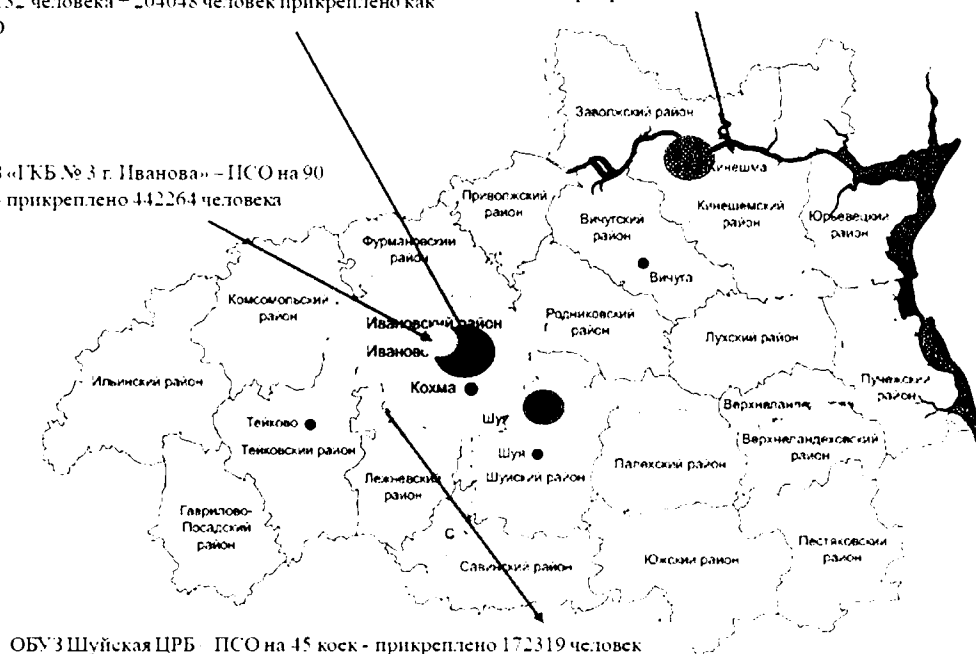 человека – 204048 человек прикреплено как
«ГКБ № 3 г. Иванова» – ПСО на 90
- прикреплено 442264 человека
Заволжский район
Кинешма
Приволжский
район
Вичугский
район
Кинешемский
район
Юрьевецкий
район
Фурмановский
район
Вичуга
Комсомольский
район
Родниковский
район
Ивановский район
Иваново
Лухский район
Ильинский район
Кохма
Пучежский
район
Тейково
Тейковский район
Шуя
Шуйский район
Палехский район
Верхнеландеховский
район
Лежневский
район
Гаврилово-
Посадский
район
С
Савинский район
Южский район
Пестяковский
район
ОБУЗ Шуйская ЦРБ ПСО на 45 коек - прикреплено 172319 человек